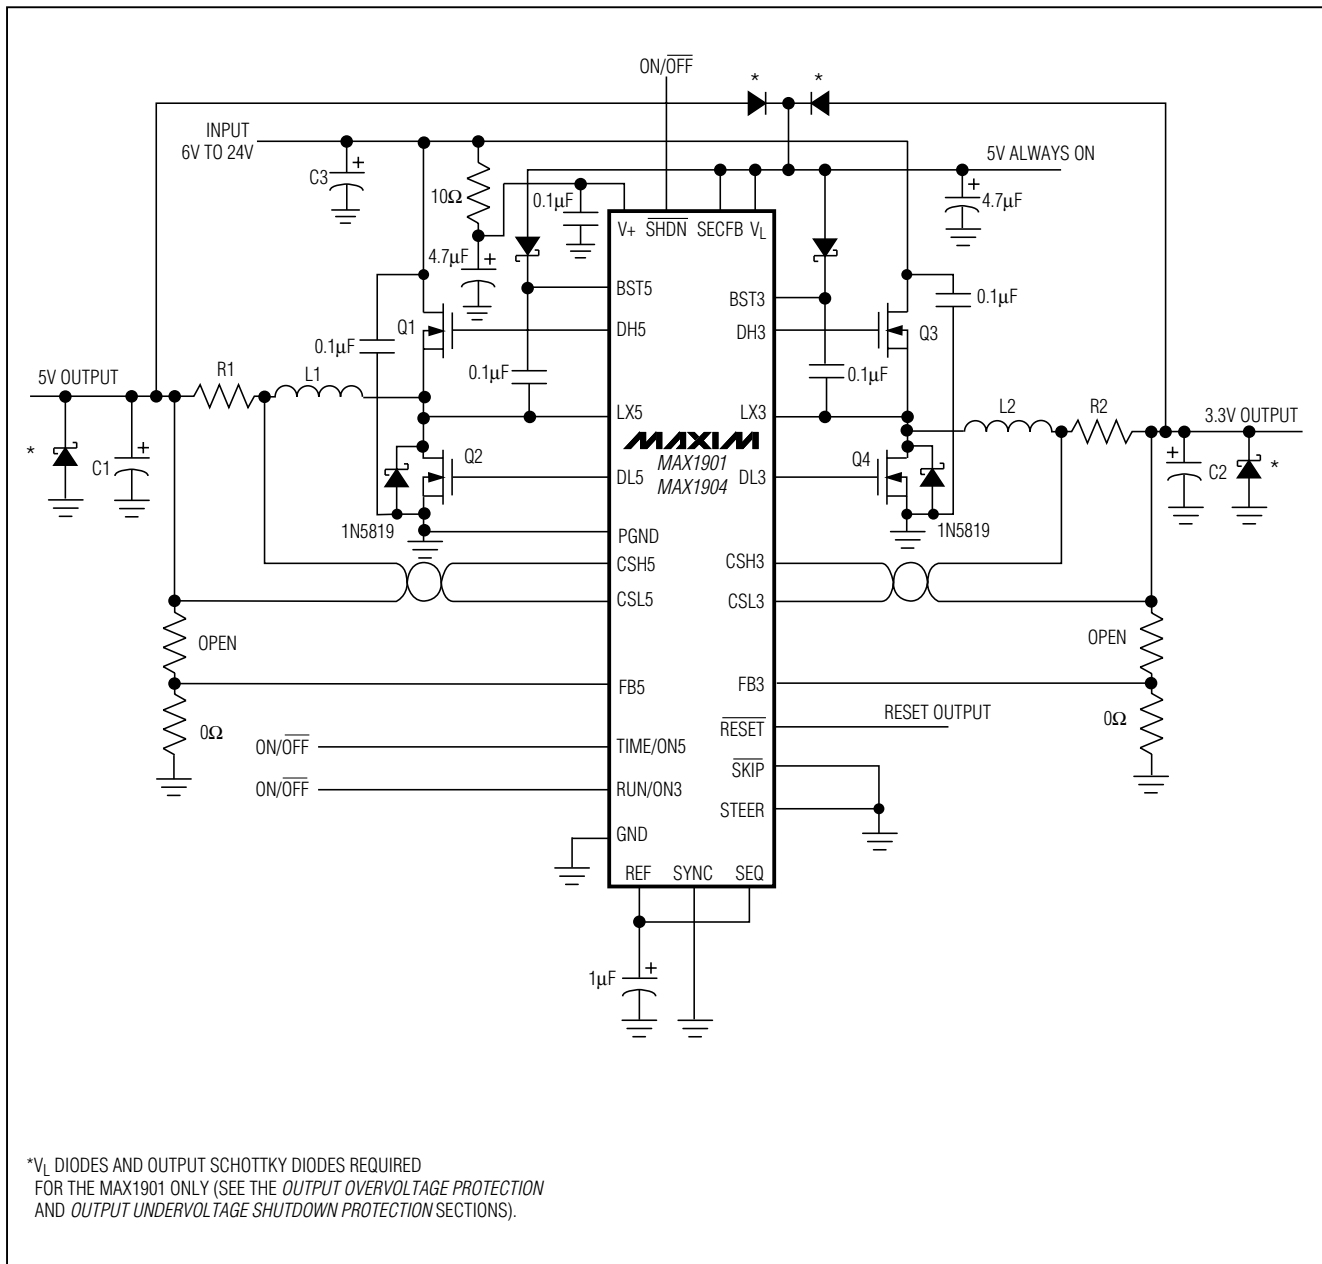 ON/OFF
*
*
INPUT
6V TO 24V
C3
+
10Ω
0.1μF
+
5V ALWAYS ON
+
4.7μF
V+
SHDN
SECFB
VL
4.7μF
+
BST5
BST3
0.1μF
Q1
DH5
DH3
Q3
0.1μF
0.1μF
0.1μF
5V OUTPUT
R1
L1
LX5
LX3
L2
R2
3.3V OUTPUT
MAXIM
MAX1901
MAX1904
*
C1
+
Q2
DL5
DL3
Q4
+
C2
*
1N5819
PGND
1N5819
CSH5
CSH3
CSL5
CSL3
OPEN
OPEN
FB5
FB3
0Ω
RESET
RESET OUTPUT
0Ω
ON/OFF
TIME/ON5
SKIP
ON/OFF
RUN/ON3
STEER
GND
REF
SYNC
SEQ
1μF
+
*VL DIODES AND OUTPUT SCHOTTKY DIODES REQUIRED
FOR THE MAX1901 ONLY (SEE THE OUTPUT OVERVOLTAGE PROTECTION
AND OUTPUT UNDERVOLTAGE SHUTDOWN PROTECTION SECTIONS).